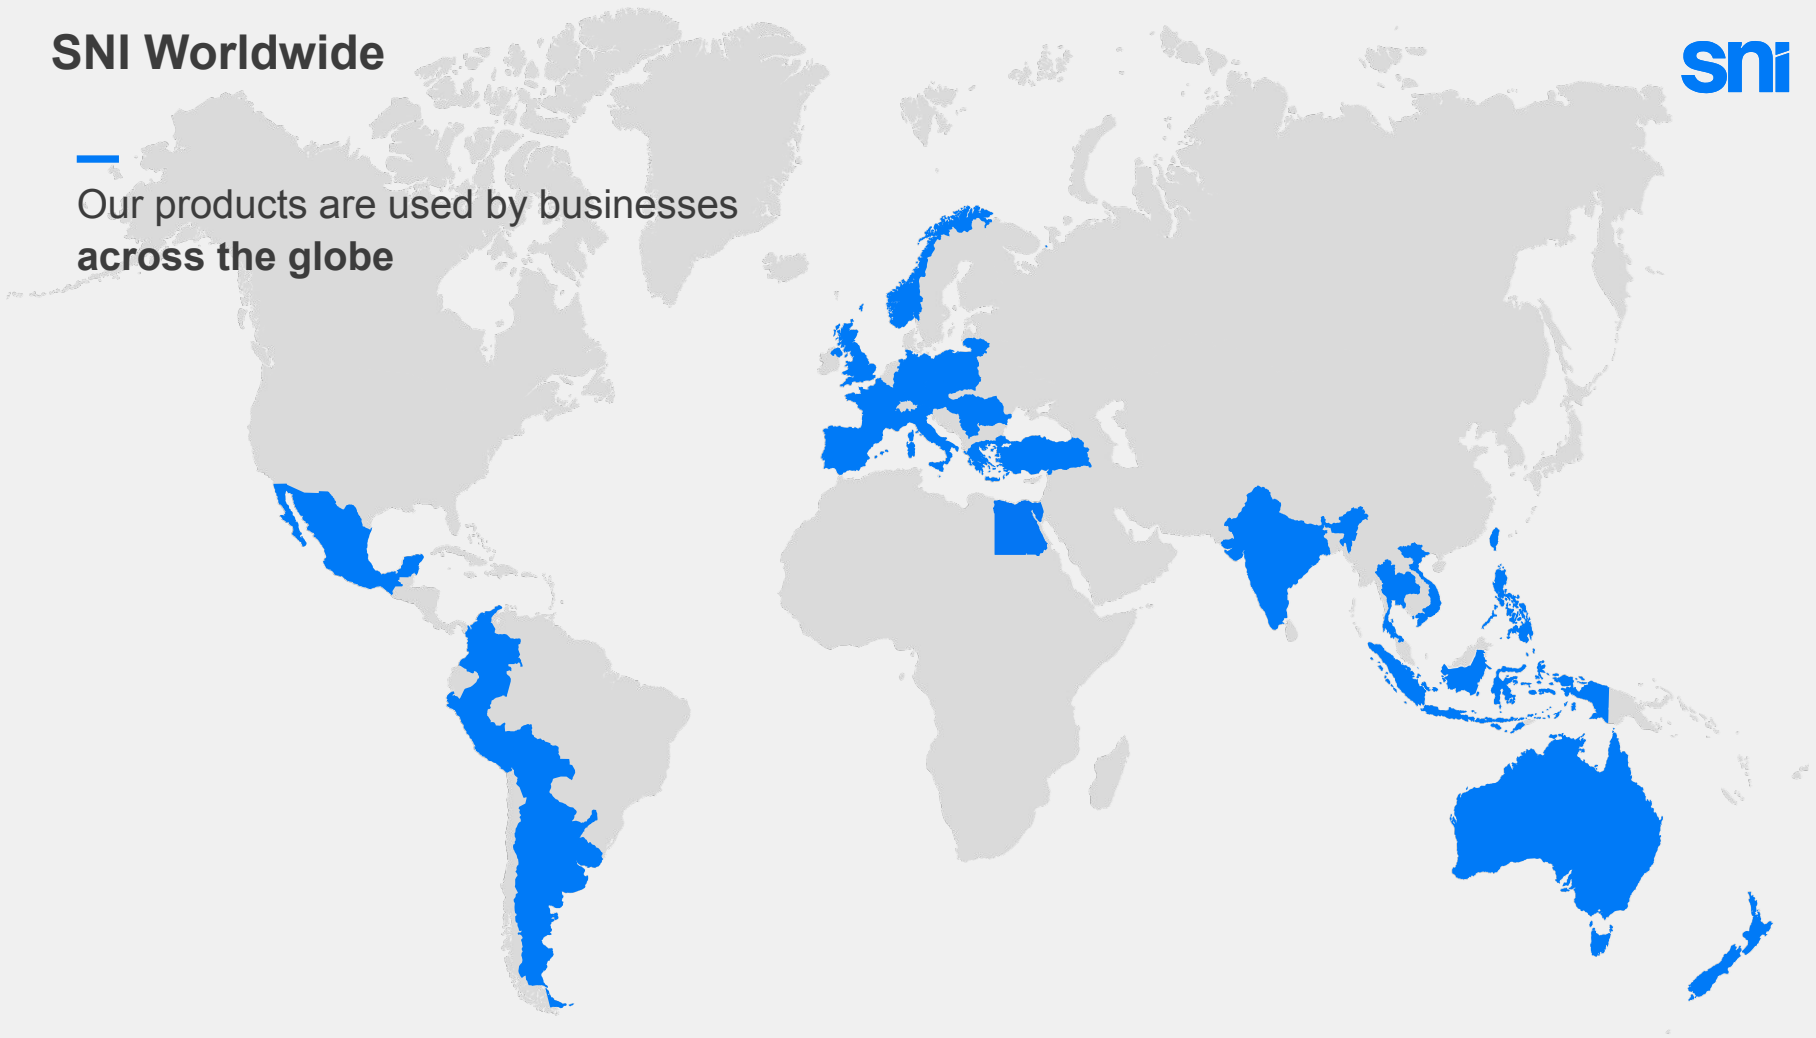 SNI Worldwide
sni
Our products are used by businesses
across the globe